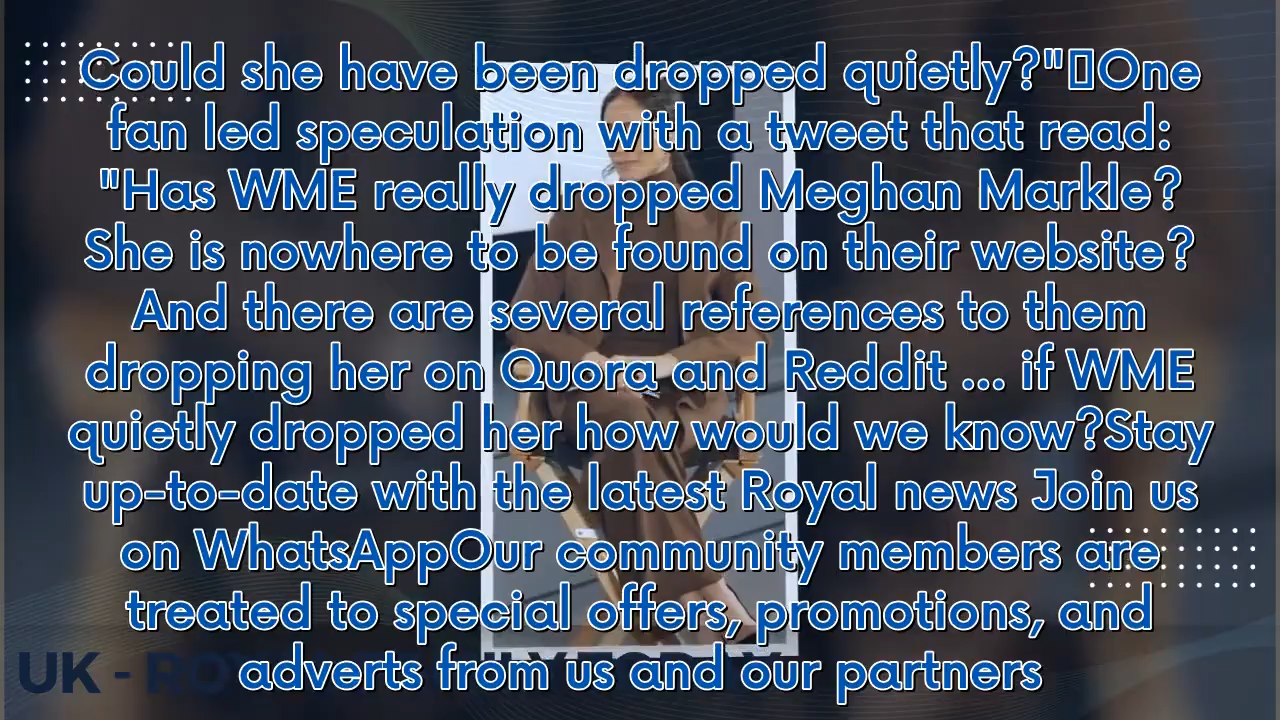 Could she have been dropped quietly?"▯One
fan led speculation with a tweet that read:
"Has WME really dropped Meghan Markle?
She is nowhere to be found on their website?
And there are several references to them
dropping her on Quora and Reddit ... if WME
quietly dropped her how would we know?Stay
up-to-date with the latest Royal news Join us
on WhatsAppOur community members are
treated to special offers, promotions, and
adverts from us and our partners
UK - RO